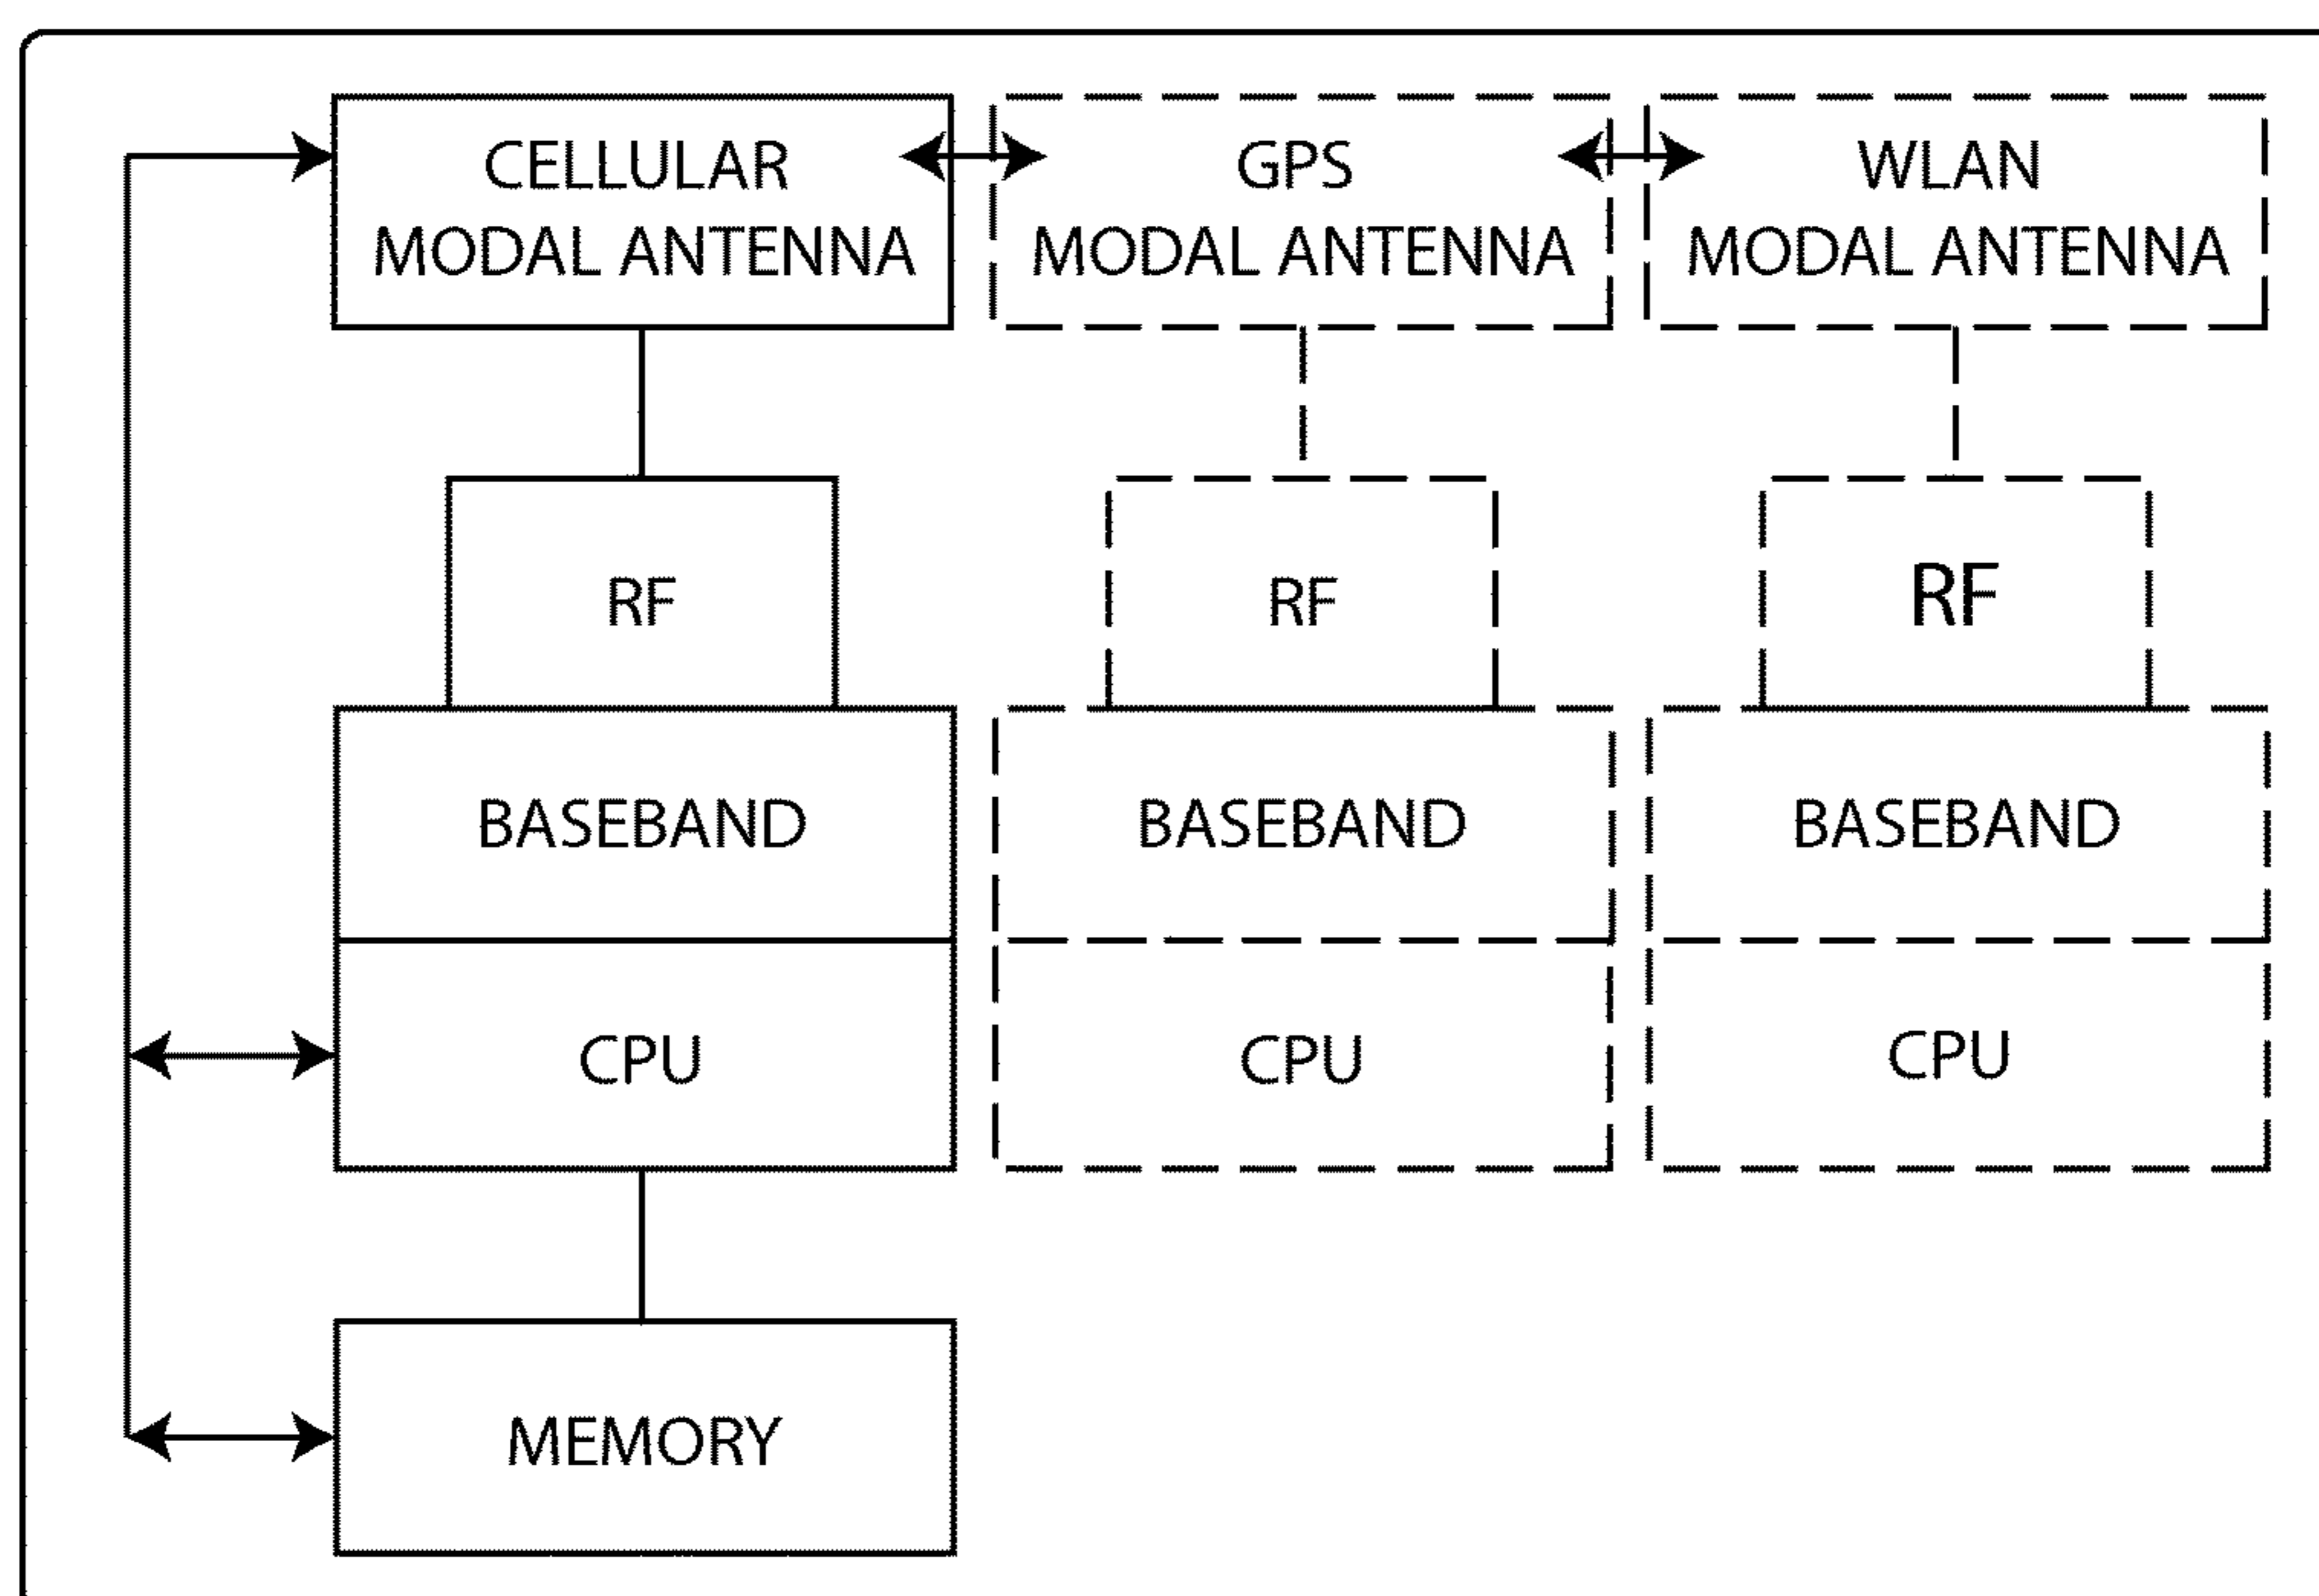 CELLULAR
MODAL ANTENNA
GPS
MODAL ANTENNA
WLAN
MODAL ANTENNA
RF
RF
RF
BASEBAND
BASEBAND
BASEBAND
CPU
CPU
CPU
MEMORY